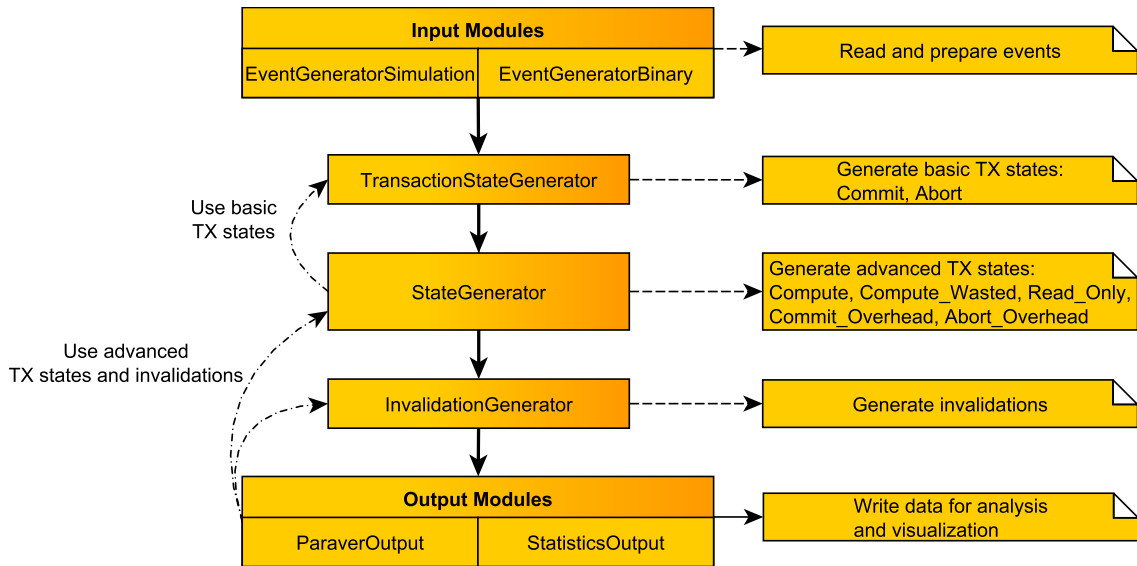 Input Modules
EventGeneratorSimulation
EventGeneratorBinary
Read and prepare events
TransactionStateGenerator
Generate basic TX states:
Commit, Abort
Use basic
TX states
StateGenerator
Generate advanced TX states:
Compute, Compute_Wasted, Read_Only,
Commit_Overhead, Abort_Overhead
Use advanced
TX states and invalidations
InvalidationGenerator
Generate invalidations
Output Modules
ParaverOutput
StatisticsOutput
Write data for analysis
and visualization